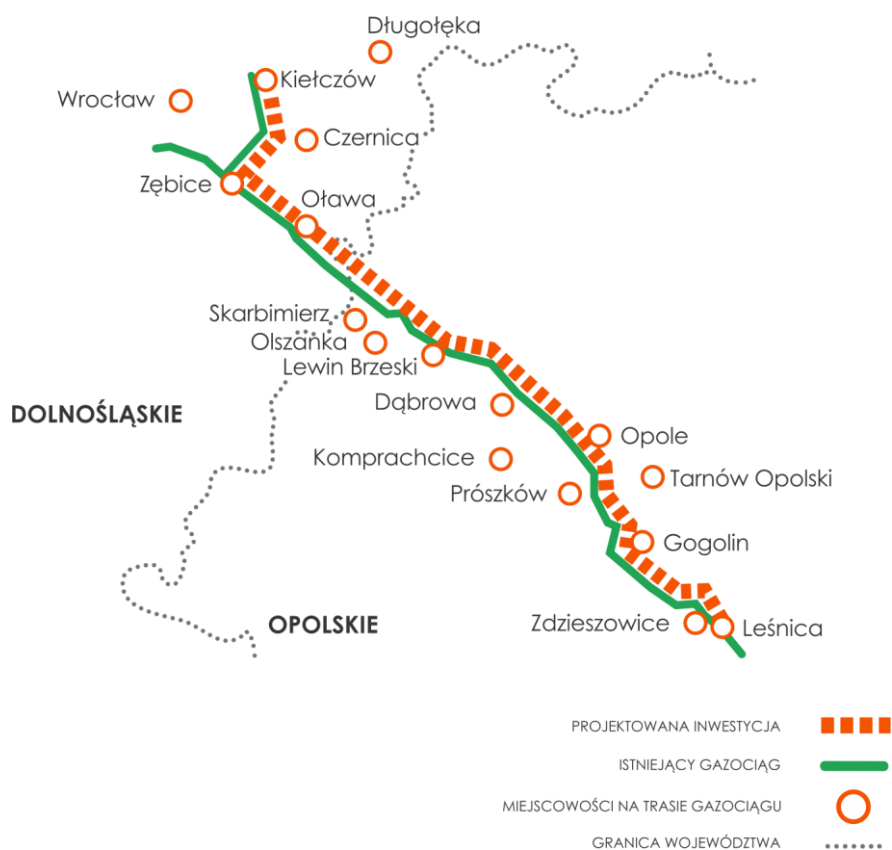 Długołęka
Kiełczów
Wrocław
Czernica
Zębice
Oława
Skarbimierz
Olszanka
Lewin Brzeski
DOLNOŚLĄSKIE
Dąbrowa
Opole
Komprachcice
Tarnów Opolski
Prószków
Gogolin
OPOLSKIE
Zdzieszowice
Leśnica
PROJEKTOWANA INWESTYCJA
ISTNIEJĄCY GAZOCIĄG
MIEJSCOWOŚCI NA TRASIE GAZOCIĄGU
GRANICA WOJEWÓDZTWA